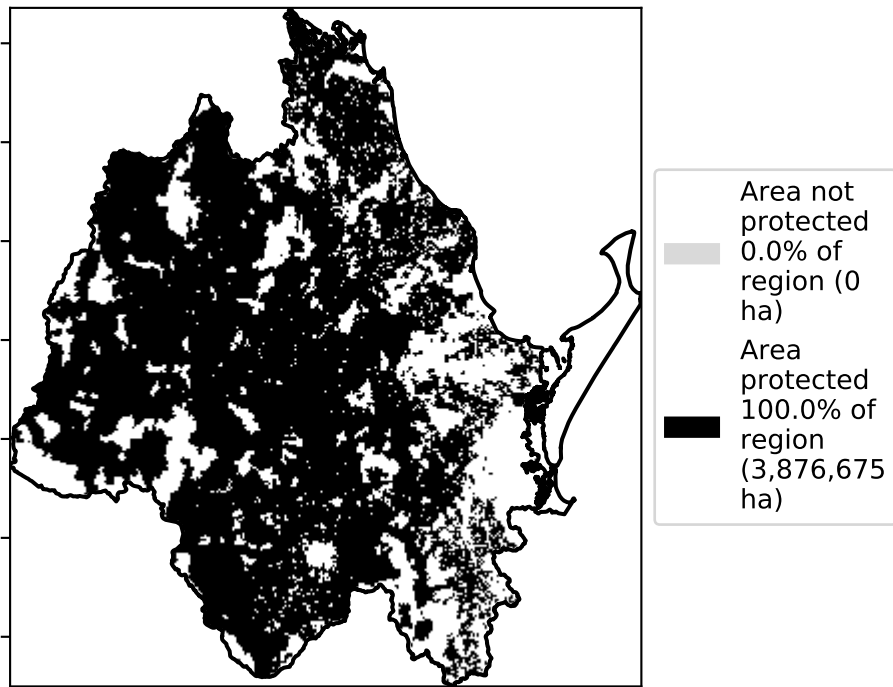 Area not
protected
0.0% of
region (0
ha)
Area
protected
100.0% of
region
(3,876,675
ha)